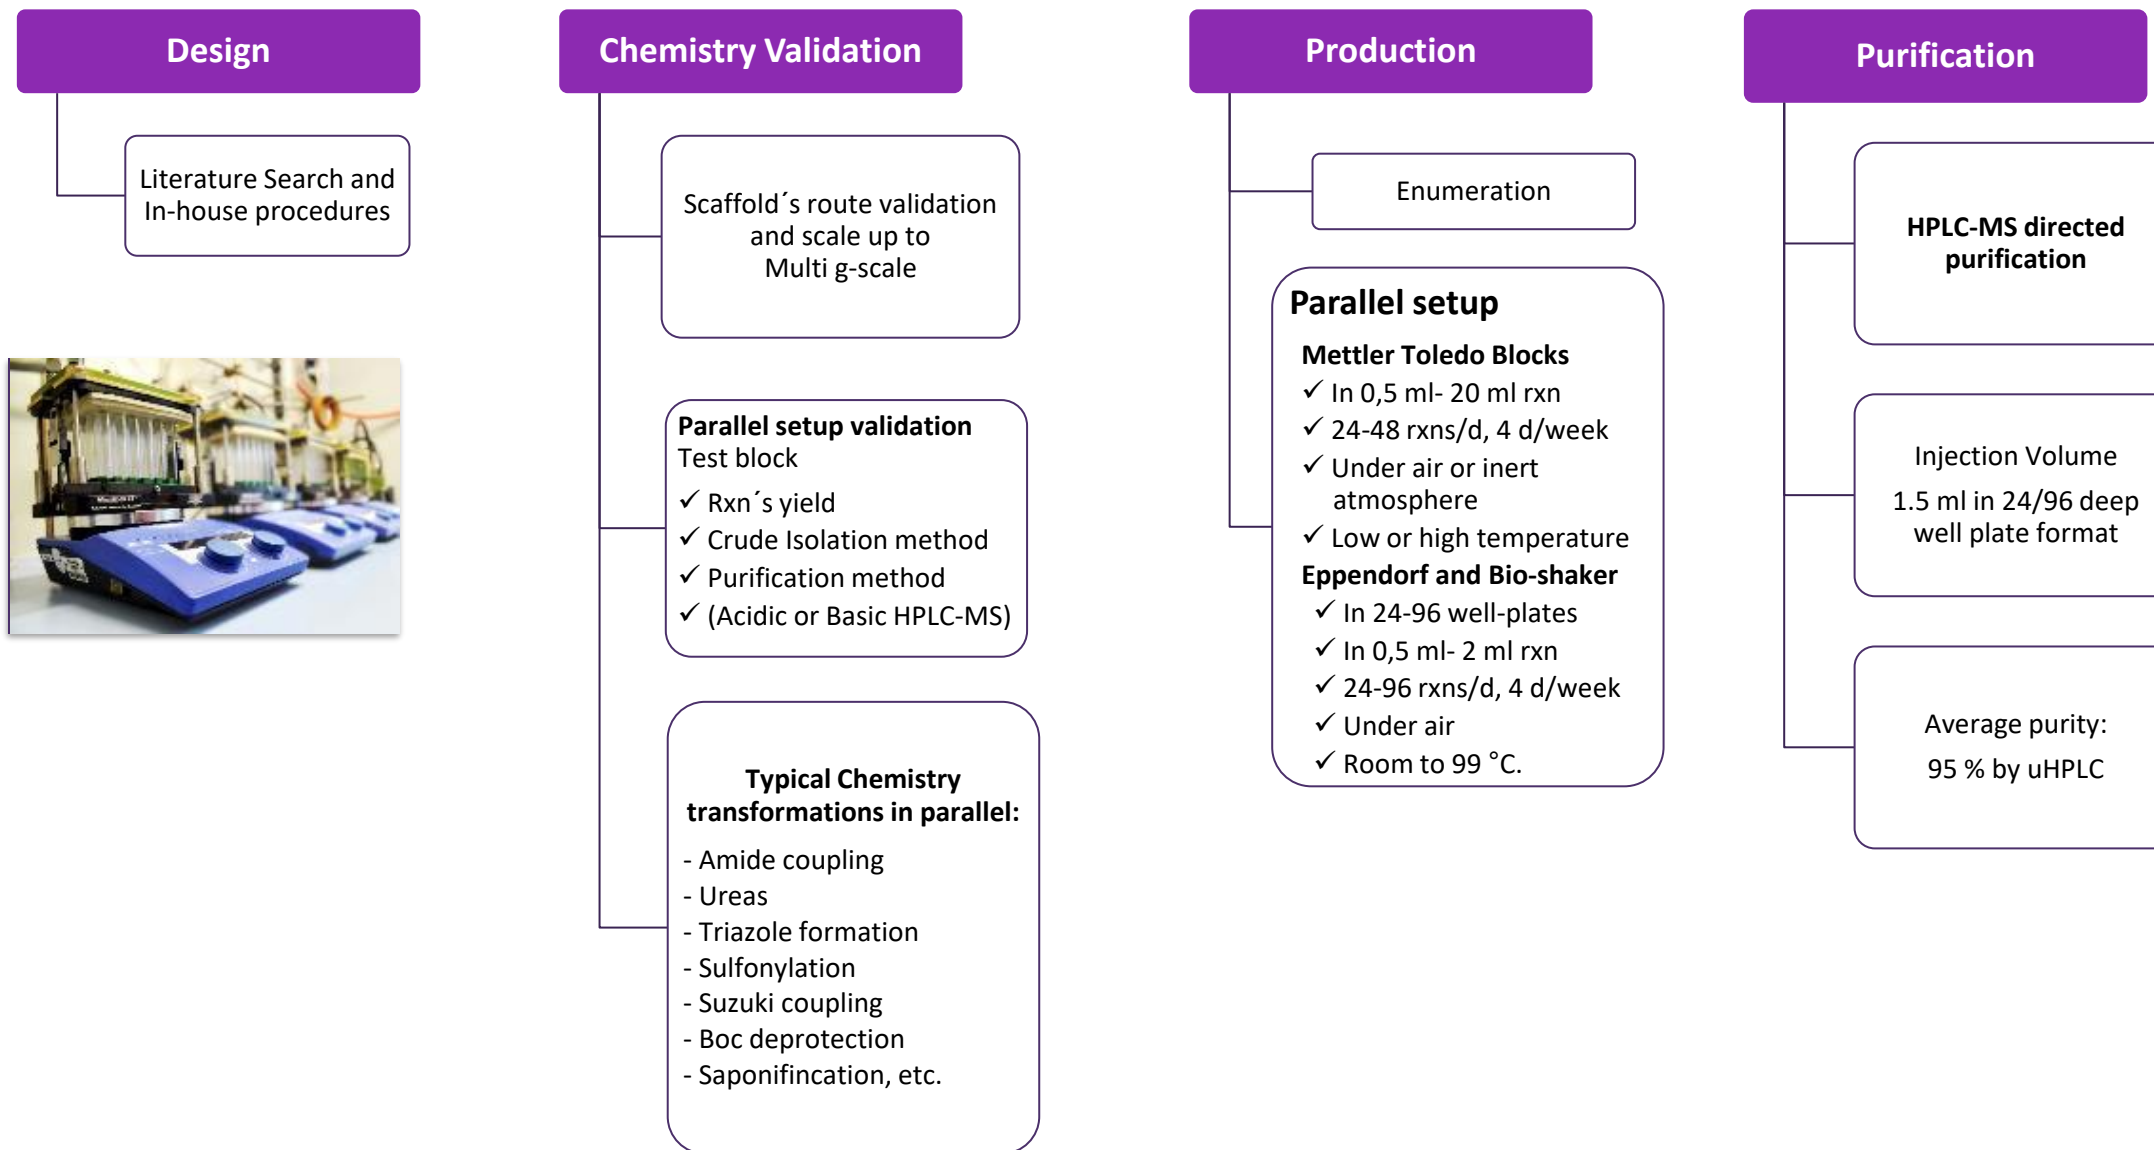 Design
Literature Search and
In-house procedures
Chemistry Validation
Scaffold´s route validation
and scale up to
Multi g-scale
Parallel setup validation
Test block
✓ Rxn´s yield
✓ Crude Isolation method
✓ Purification method
✓ (Acidic or Basic HPLC-MS)
Typical Chemistry
transformations in parallel:
- Amide coupling
- Ureas
- Triazole formation
- Sulfonylation
- Suzuki coupling
- Boc deprotection
- Saponifincation, etc.
Production
Enumeration
Parallel setup
Mettler Toledo Blocks
✓ In 0,5 ml- 20 ml rxn
✓ 24-48 rxns/d, 4 d/week
✓ Under air or inert
atmosphere
✓ Low or high temperature
Eppendorf and Bio-shaker
✓ In 24-96 well-plates
✓ In 0,5 ml- 2 ml rxn
✓ 24-96 rxns/d, 4 d/week
✓ Under air
✓ Room to 99 °C.
Purification
HPLC-MS directed
purification
Injection Volume
1.5 ml in 24/96 deep
well plate format
Average purity:
95 % by uHPLC